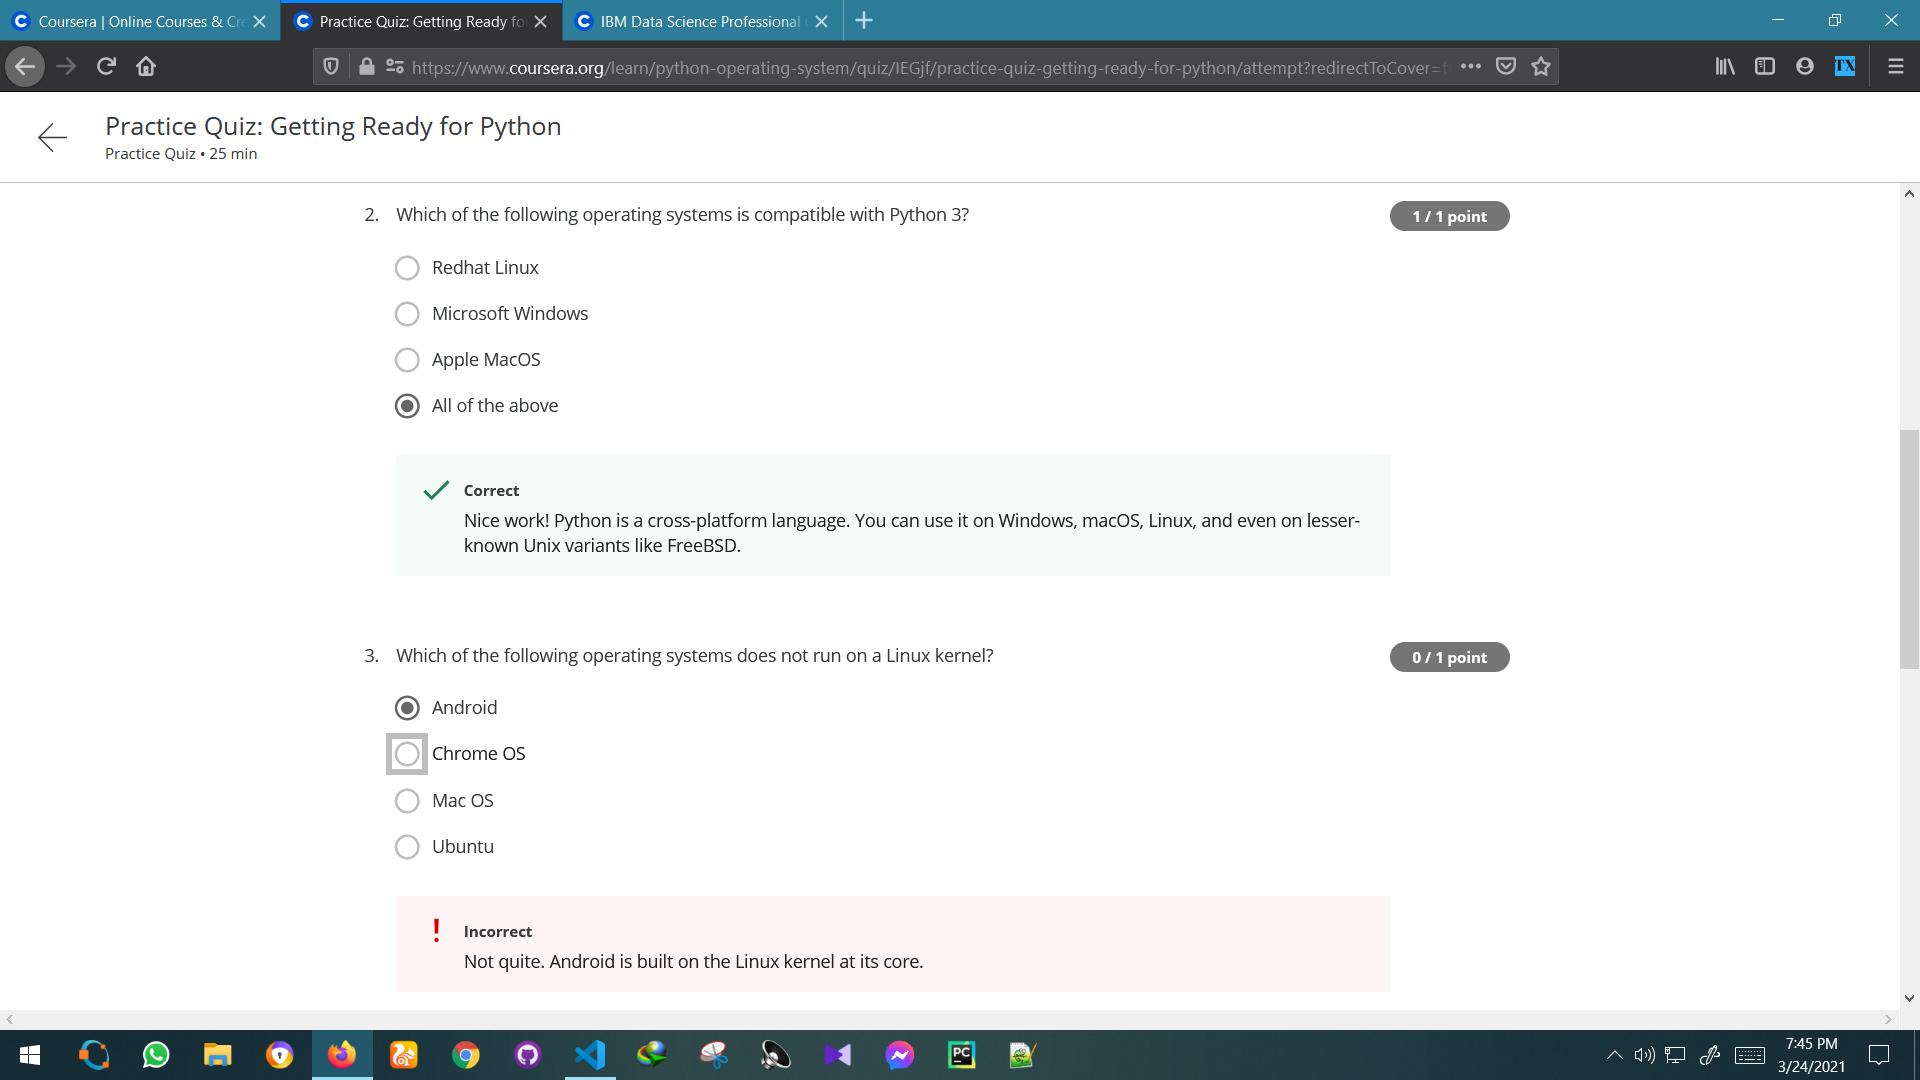 Coursera | Online Courses & Cre
Practice Quiz: Getting Ready fo
IBM Data Science Professional
https://www.coursera.org/learn/python-operating-system/quiz/IEGjf/practice-quiz-getting-ready-for-python/attempt?redirectToCover=
TX
Practice Quiz: Getting Ready for Python
Practice Quiz • 25 min
2. Which of the following operating systems is compatible with Python 3?
1 / 1 point
Redhat Linux
Microsoft Windows
Apple MacOS
All of the above
Correct
Nice work! Python is a cross-platform language. You can use it on Windows, macOS, Linux, and even on lesser-
known Unix variants like FreeBSD.
3. Which of the following operating systems does not run on a Linux kernel?
0 / 1 point
Android
Chrome OS
Mac OS
Ubuntu
Incorrect
Not quite. Android is built on the Linux kernel at its core.
PC
7:45 PM
3/24/2021